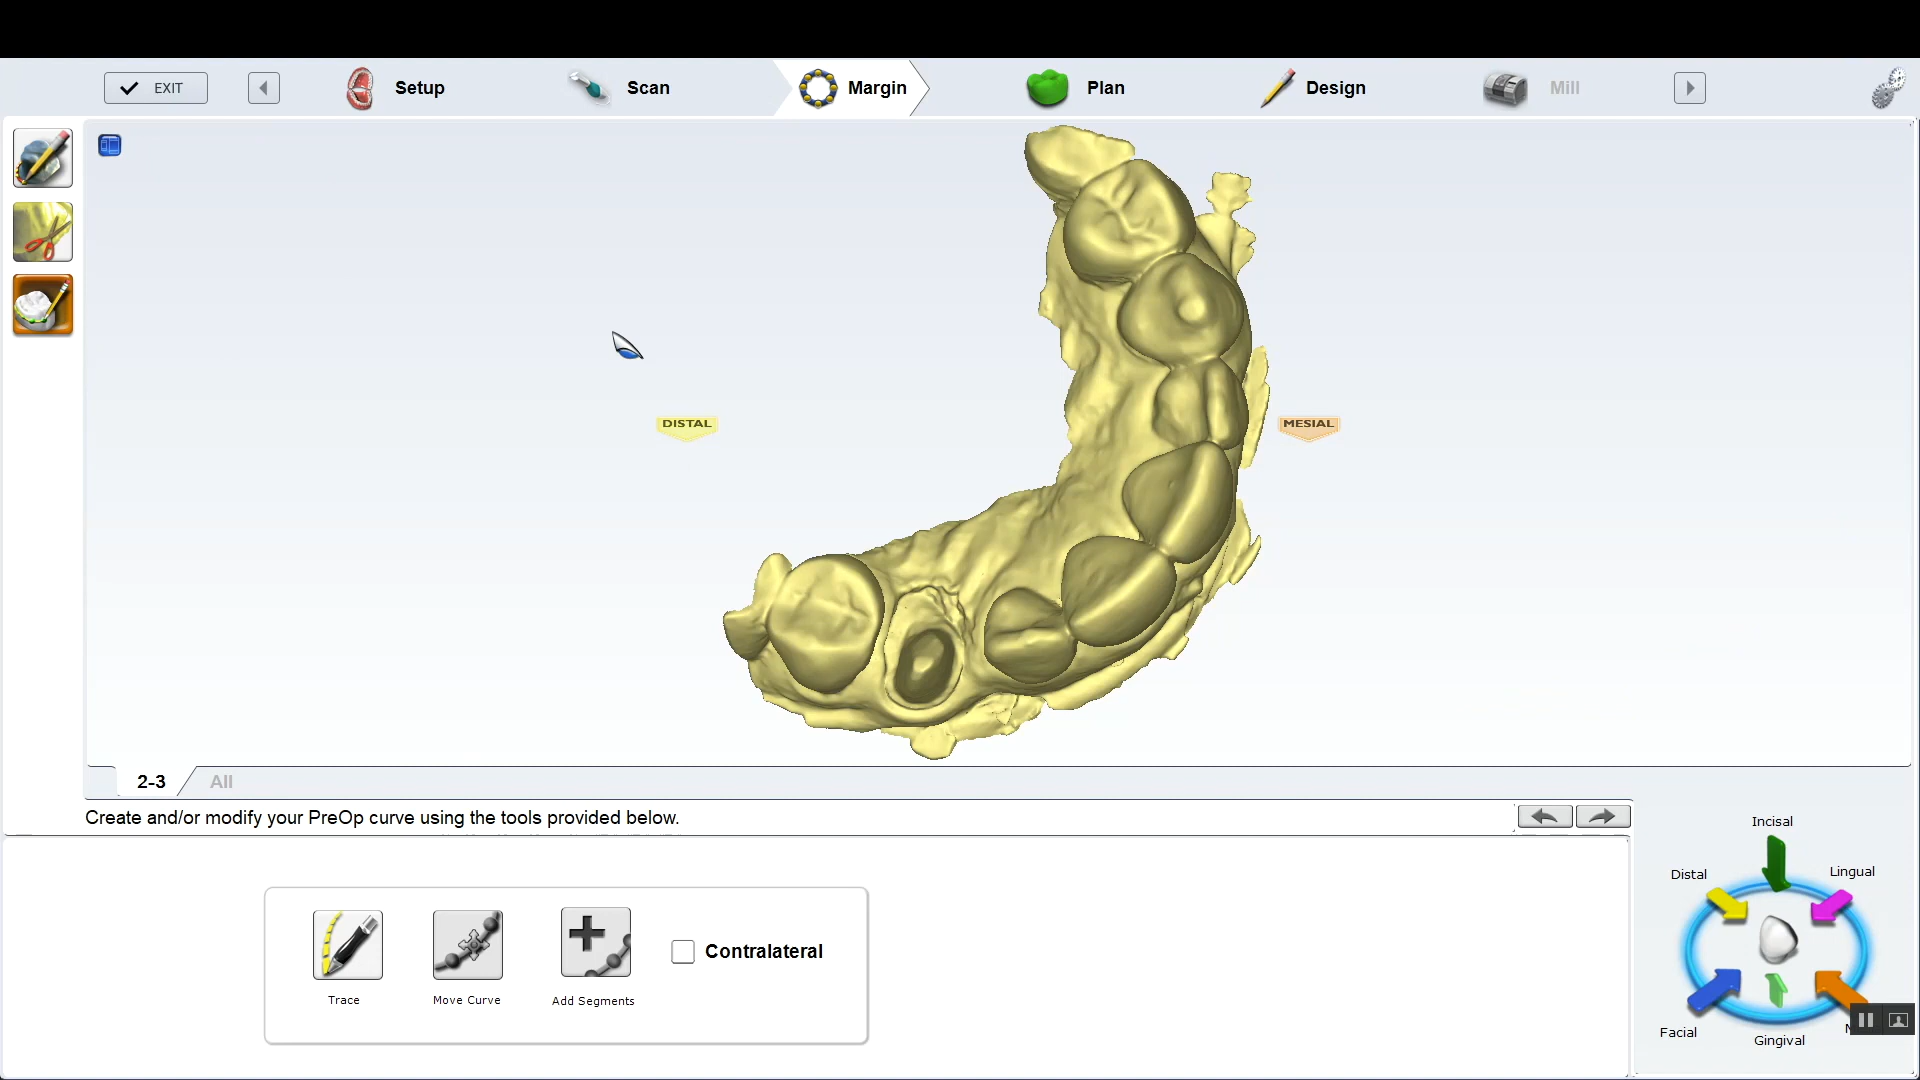 EXIT
Setup
Scan
Margin
Plan
Design
Mill
DISTAL
MESIAL
2-3
All
Create and/or modify your PreOp curve using the tools provided below.
Trace
Move Curve
Add Segments
Contralateral
Incisal
Distal
Lingual
Facial
Gingival